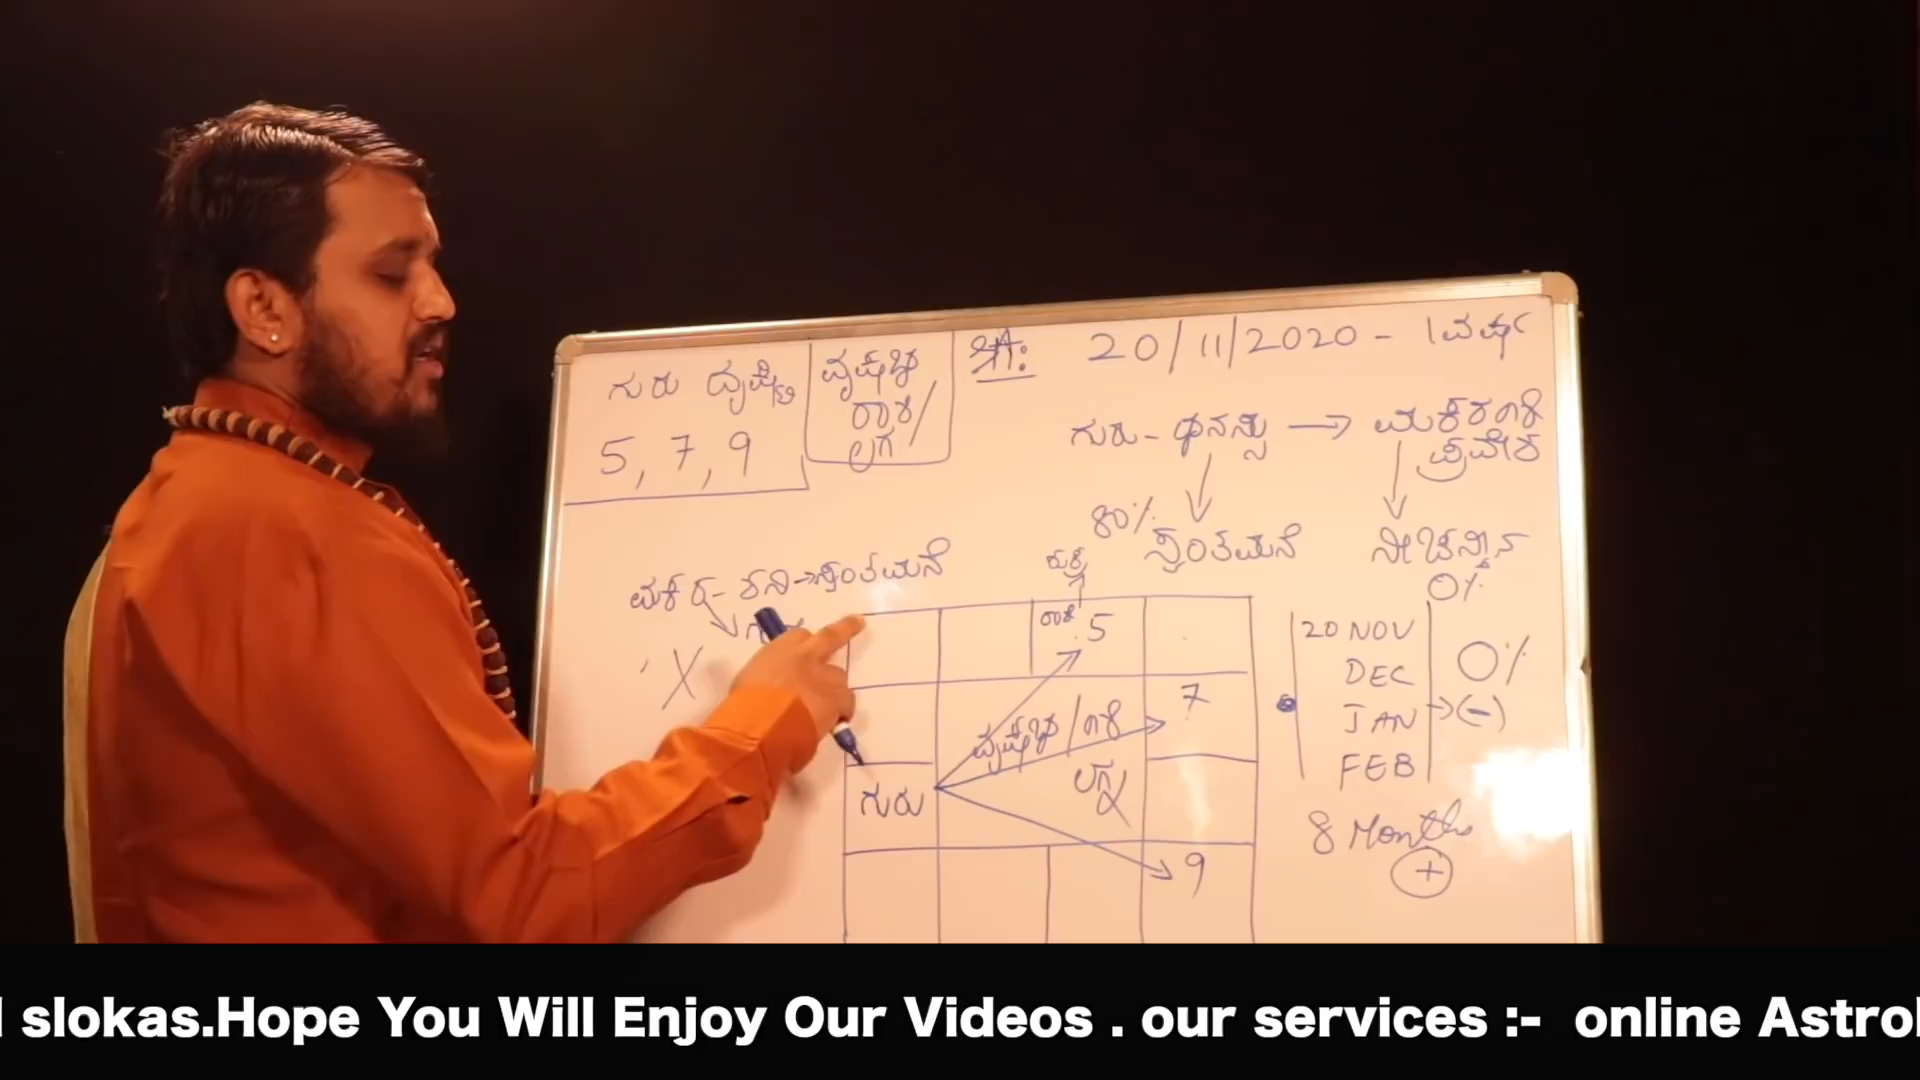 ಗುರು ದೃಷ್ಟಿ
5, 7, 9
ವೃಷಭ
ರಾಶಿ/
ಲಗ್ನ
ಶ್ರೀ:
20/11/2020 - 1ವರ್ಷ
ಗುರು - ಧನಸ್ಸು → ಮಕರರಾಶಿ
ಪ್ರವೇಶ
80%
ಸ್ವಂತಮನೆ
ನೀಚಸ್ಥಾನ
0%
ಮಕರ - ಶನಿ → ಸ್ವಂತಮನೆ
X
ರಾಶಿ
5
7
ವೃಷಭ/ರಾಶಿ
ಲಗ್ನ
ಗುರು
9
20 NOV
DEC
JAN
FEB
0%
→(-)
8 Months
+
slokas.Hope You Will Enjoy Our Videos . our services :- online